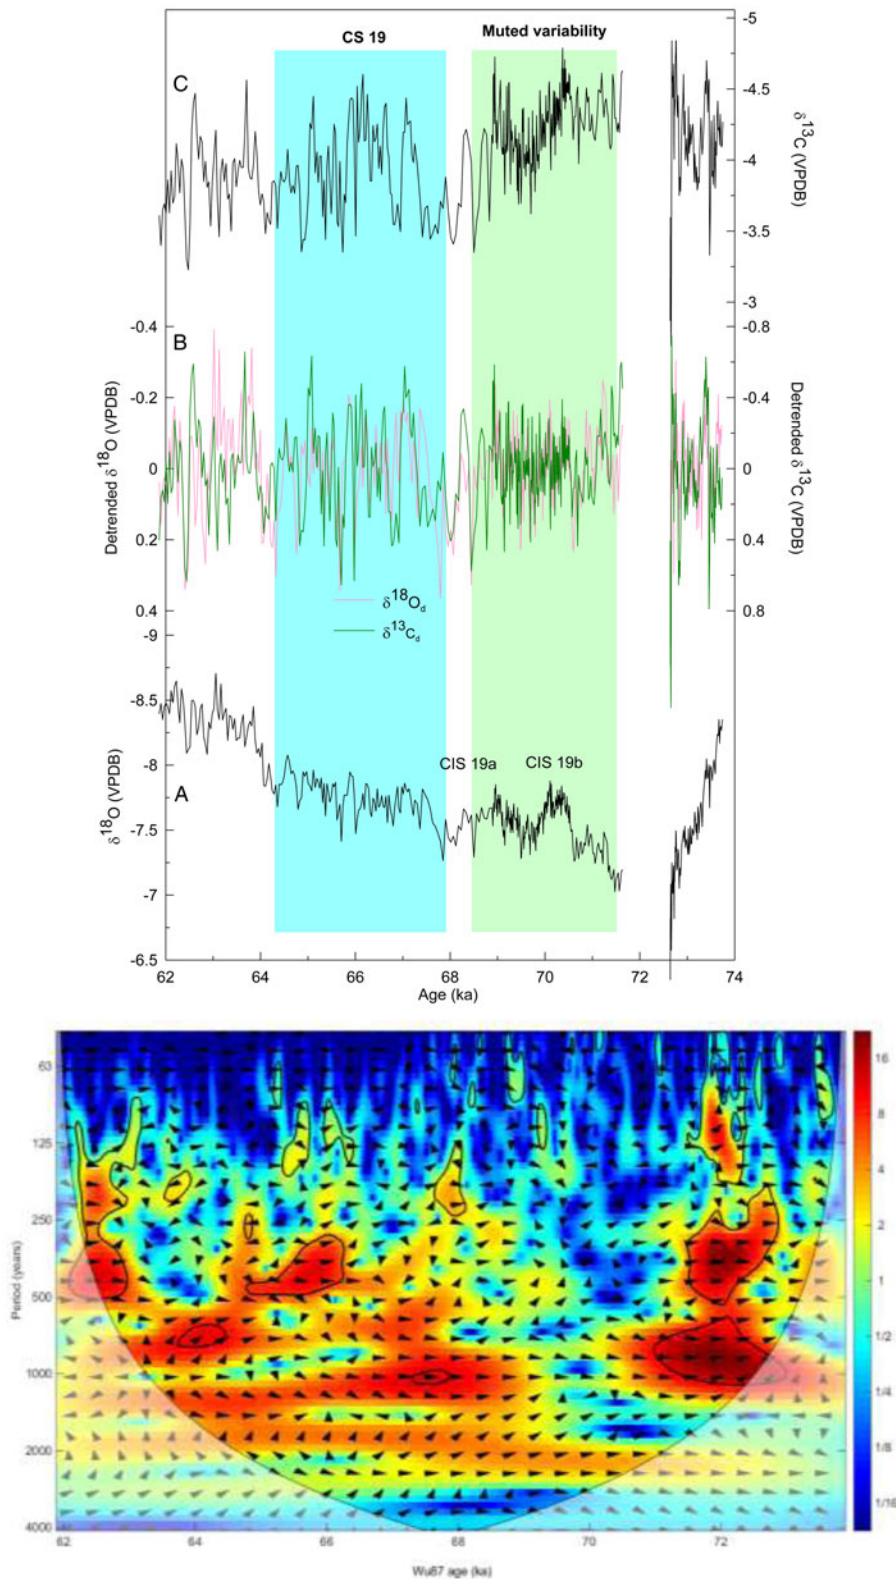 CS 19
Muted variability
C
-5
-4.5
-4
-3.5
-3
δ13C (VPDB)
B
-0.4
-0.2
0
0.2
0.4
Detrended δ18O (VPDB)
-0.8
-0.4
0
0.4
0.8
Detrended δ13C (VPDB)
δ18Od
δ13Cd
A
-9
-8.5
-8
-7.5
-7
-6.5
δ18O (VPDB)
CIS 19a
CIS 19b
62 64 66 68 70 72 74
Age (ka)
63
125
250
500
1000
2000
4000
Period (years)
16
8
4
2
1
1/2
1/4
1/8
1/16
62 64 66 68 70 72
Wu87 age (ka)